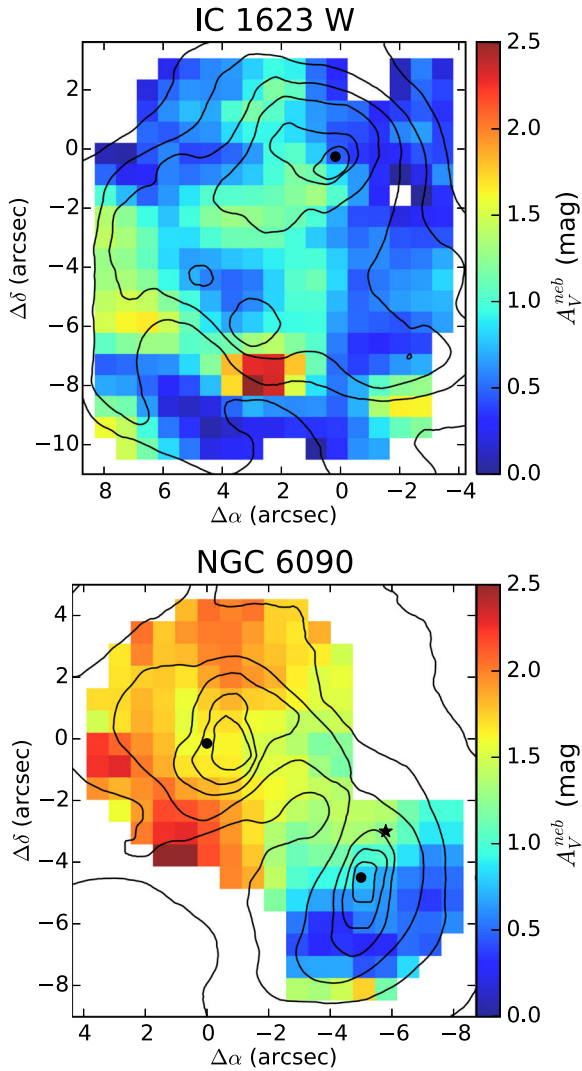 IC 1623 W
2
0
−2
−4
−6
−8
−10
Δδ (arcsec)
8 6 4 2 0 −2 −4
Δα (arcsec)
2.5
2.0
1.5
1.0
0.5
0.0
A_V^{neb} (mag)
NGC 6090
4
2
0
−2
−4
−6
−8
Δδ (arcsec)
4 2 0 −2 −4 −6 −8
Δα (arcsec)
2.5
2.0
1.5
1.0
0.5
0.0
A_V^{neb} (mag